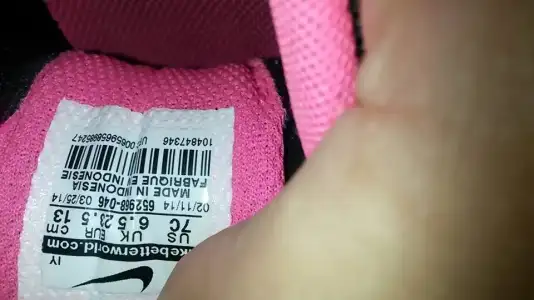 IY
kebetterworld.com
US UK EUR cm
7C 6.5 23.5 13
02/11/14 652968-046 03/25/14
MADE IN INDONESIA
FABRIQUE EN INDONESIE
104847346